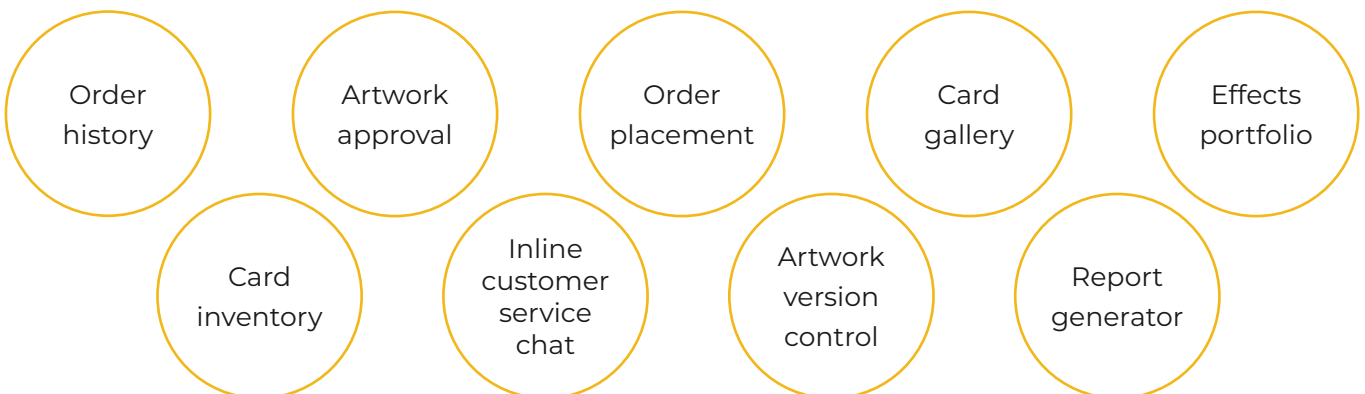 Order
history
Artwork
approval
Order
placement
Card
gallery
Effects
portfolio
Card
inventory
Inline
customer
service
chat
Artwork
version
control
Report
generator